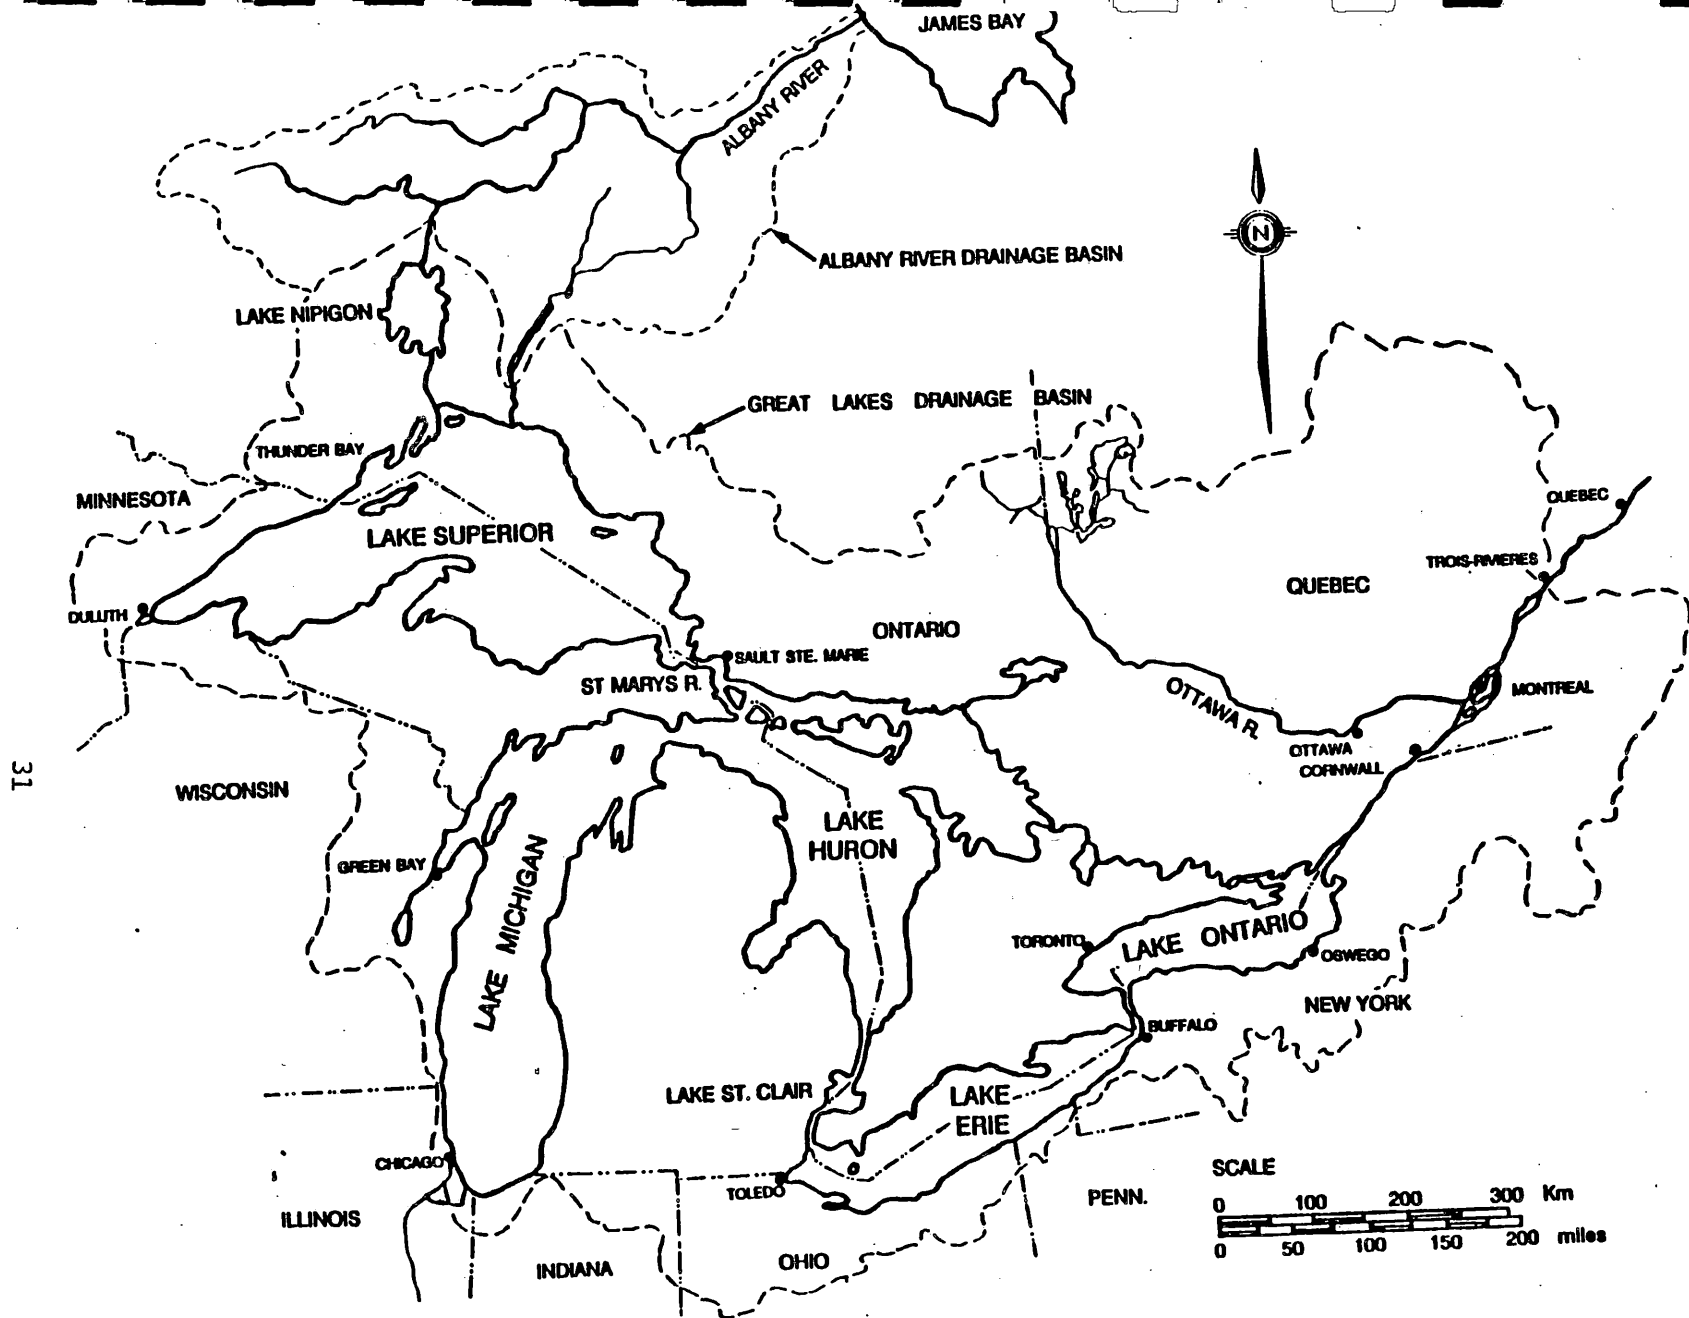 JAMES BAY
ALBANY RIVER
N
ALBANY RIVER DRAINAGE BASIN
LAKE NIPIGON
GREAT LAKES DRAINAGE BASIN
THUNDER BAY
MINNESOTA
QUEBEC
LAKE SUPERIOR
TROIS-RIVIERES
QUEBEC
DULUTH
ONTARIO
SAULT STE. MARIE
ST MARYS R.
OTTAWA R.
MONTREAL
OTTAWA
CORNWALL
31
WISCONSIN
LAKE
HURON
GREEN BAY
LAKE MICHIGAN
TORONTO
LAKE ONTARIO
OSWEGO
NEW YORK
BUFFALO
LAKE ST. CLAIR
LAKE
ERIE
CHICAGO
TOLEDO
SCALE
PENN.
0 100 200 300 Km
ILLINOIS
0 50 100 150 200 miles
OHIO
INDIANA